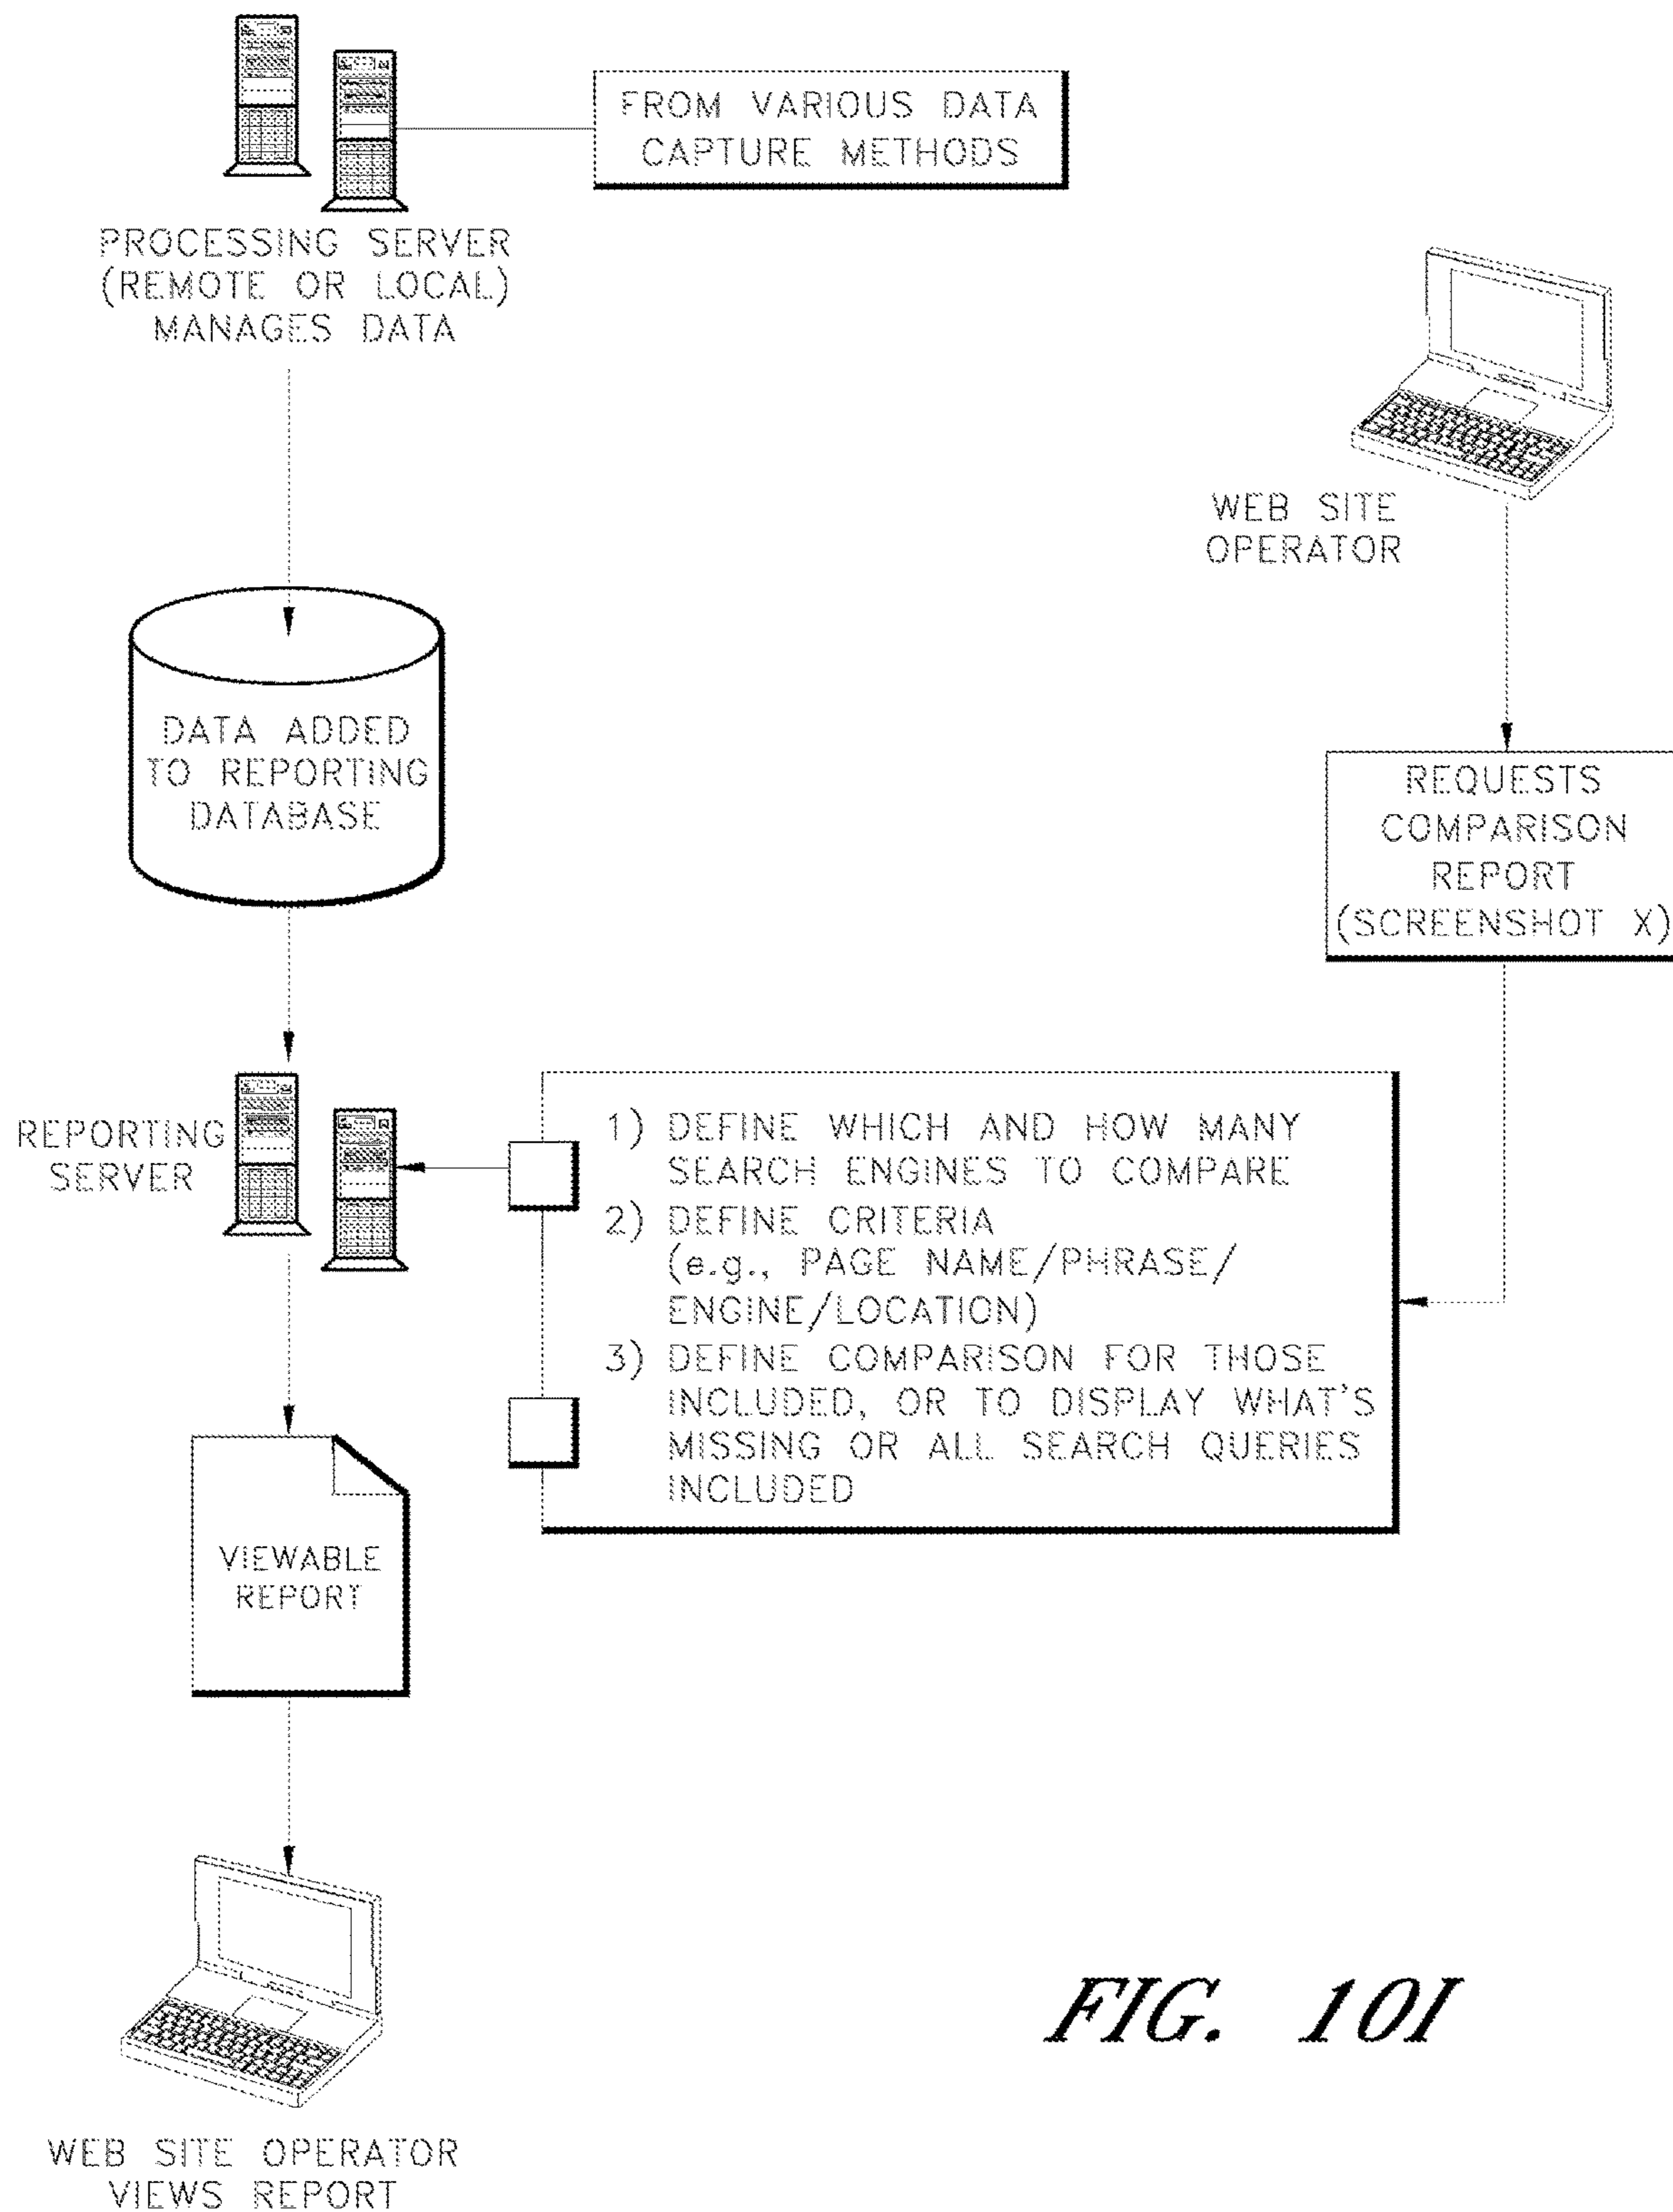 FROM VARIOUS DATA
CAPTURE METHODS
PROCESSING SERVER
(REMOTE OR LOCAL)
MANAGES DATA
WEB SITE
OPERATOR
DATA ADDED
TO REPORTING
DATABASE
REQUESTS
COMPARISON
REPORT
(SCREENSHOT X)
REPORTING
SERVER
1) DEFINE WHICH AND HOW MANY
SEARCH ENGINES TO COMPARE
2) DEFINE CRITERIA
(e.g., PAGE NAME/PHRASE/
ENGINE/LOCATION)
3) DEFINE COMPARISON FOR THOSE
INCLUDED, OR TO DISPLAY WHAT'S
MISSING OR ALL SEARCH QUERIES
INCLUDED
VIEWABLE
REPORT
WEB SITE OPERATOR
VIEWS REPORT
FIG. 10I